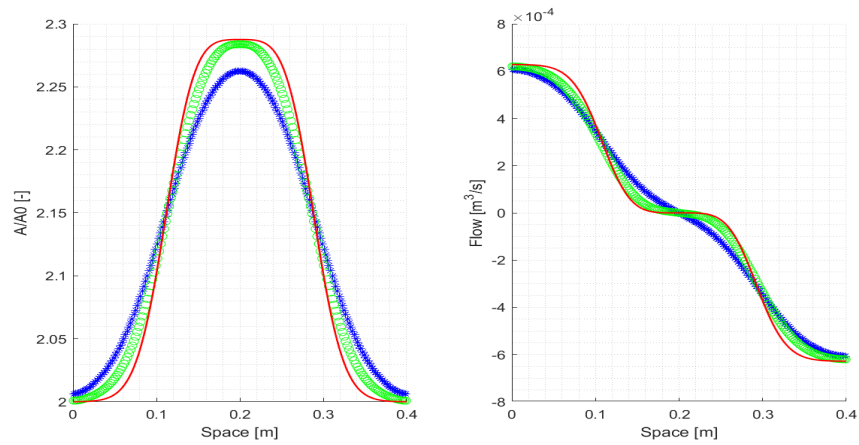 2.3
2.25
2.2
2.15
2.1
2.05
2
A/A0 [-]
0 0.1 0.2 0.3 0.4
Space [m]
×10⁻⁴
8
6
4
2
0
-2
-4
-6
-8
Flow [m³/s]
0 0.1 0.2 0.3 0.4
Space [m]